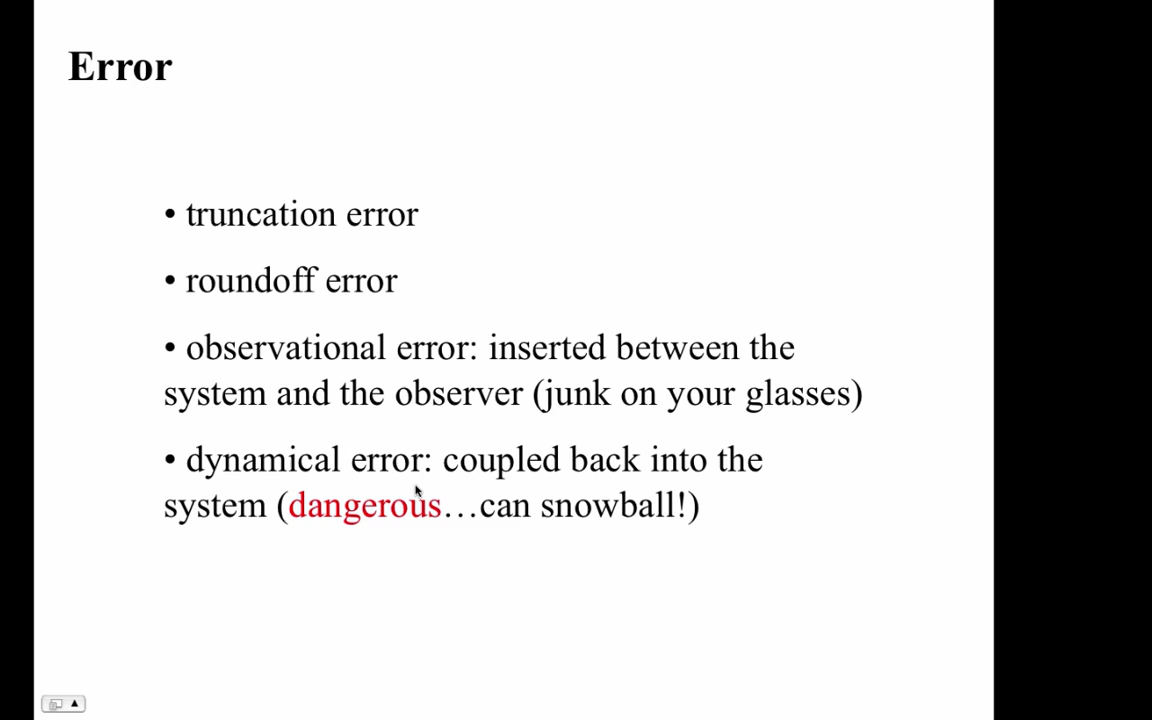 Error
• truncation error
• roundoff error
• observational error: inserted between the
system and the observer (junk on your glasses)
• dynamical error: coupled back into the
system (dangerous…can snowball!)